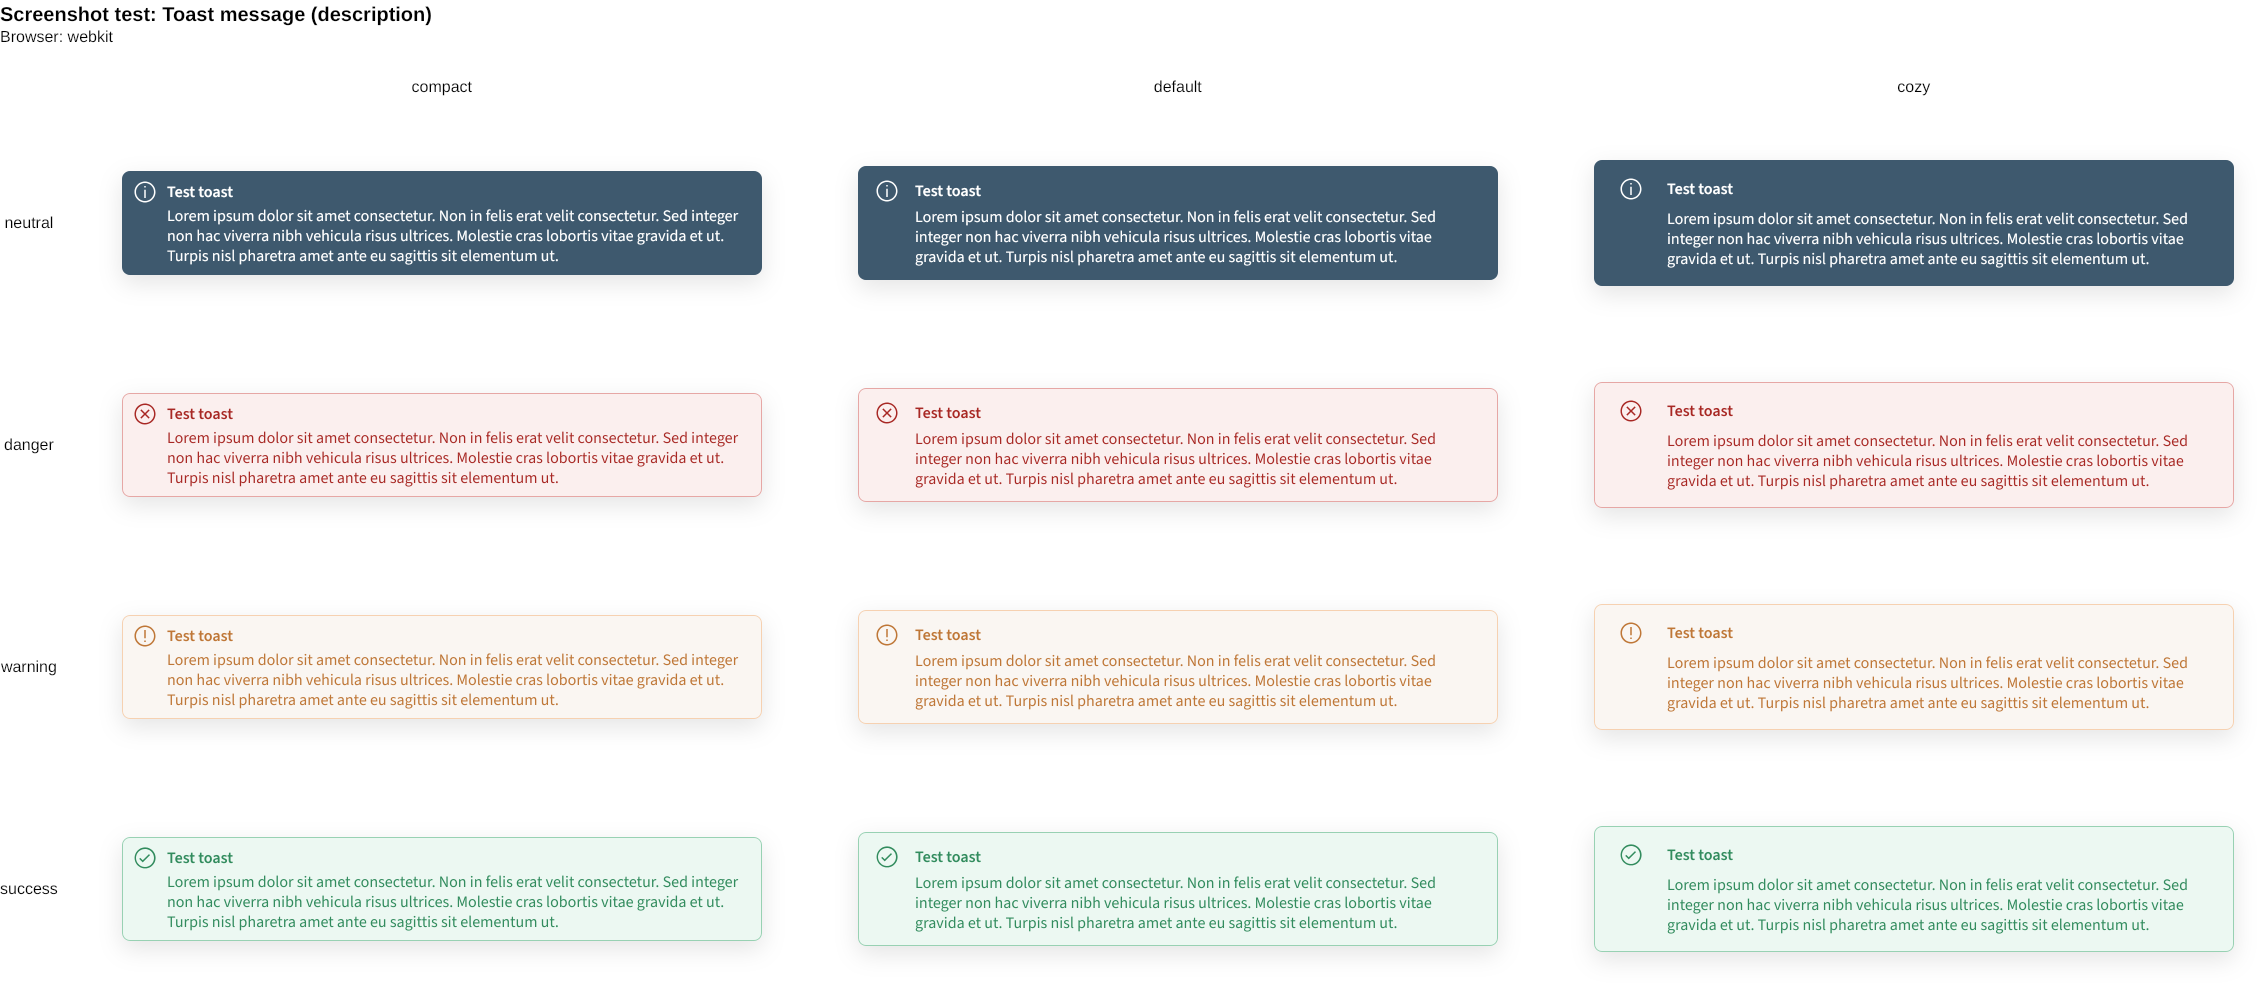 Screenshot test: Toast message (description)
Browser: webkit
compact
default
cozy
neutral
Test toast
Lorem ipsum dolor sit amet consectetur. Non in felis erat velit consectetur. Sed integer
non hac viverra nibh vehicula risus ultrices. Molestie cras lobortis vitae gravida et ut.
Turpis nisl pharetra amet ante eu sagittis sit elementum ut.
Test toast
Lorem ipsum dolor sit amet consectetur. Non in felis erat velit consectetur. Sed
integer non hac viverra nibh vehicula risus ultrices. Molestie cras lobortis vitae
gravida et ut. Turpis nisl pharetra amet ante eu sagittis sit elementum ut.
Test toast
Lorem ipsum dolor sit amet consectetur. Non in felis erat velit consectetur. Sed
integer non hac viverra nibh vehicula risus ultrices. Molestie cras lobortis vitae
gravida et ut. Turpis nisl pharetra amet ante eu sagittis sit elementum ut.
danger
Test toast
Lorem ipsum dolor sit amet consectetur. Non in felis erat velit consectetur. Sed integer
non hac viverra nibh vehicula risus ultrices. Molestie cras lobortis vitae gravida et ut.
Turpis nisl pharetra amet ante eu sagittis sit elementum ut.
Test toast
Lorem ipsum dolor sit amet consectetur. Non in felis erat velit consectetur. Sed
integer non hac viverra nibh vehicula risus ultrices. Molestie cras lobortis vitae
gravida et ut. Turpis nisl pharetra amet ante eu sagittis sit elementum ut.
Test toast
Lorem ipsum dolor sit amet consectetur. Non in felis erat velit consectetur. Sed
integer non hac viverra nibh vehicula risus ultrices. Molestie cras lobortis vitae
gravida et ut. Turpis nisl pharetra amet ante eu sagittis sit elementum ut.
warning
Test toast
Lorem ipsum dolor sit amet consectetur. Non in felis erat velit consectetur. Sed integer
non hac viverra nibh vehicula risus ultrices. Molestie cras lobortis vitae gravida et ut.
Turpis nisl pharetra amet ante eu sagittis sit elementum ut.
Test toast
Lorem ipsum dolor sit amet consectetur. Non in felis erat velit consectetur. Sed
integer non hac viverra nibh vehicula risus ultrices. Molestie cras lobortis vitae
gravida et ut. Turpis nisl pharetra amet ante eu sagittis sit elementum ut.
Test toast
Lorem ipsum dolor sit amet consectetur. Non in felis erat velit consectetur. Sed
integer non hac viverra nibh vehicula risus ultrices. Molestie cras lobortis vitae
gravida et ut. Turpis nisl pharetra amet ante eu sagittis sit elementum ut.
success
Test toast
Lorem ipsum dolor sit amet consectetur. Non in felis erat velit consectetur. Sed integer
non hac viverra nibh vehicula risus ultrices. Molestie cras lobortis vitae gravida et ut.
Turpis nisl pharetra amet ante eu sagittis sit elementum ut.
Test toast
Lorem ipsum dolor sit amet consectetur. Non in felis erat velit consectetur. Sed
integer non hac viverra nibh vehicula risus ultrices. Molestie cras lobortis vitae
gravida et ut. Turpis nisl pharetra amet ante eu sagittis sit elementum ut.
Test toast
Lorem ipsum dolor sit amet consectetur. Non in felis erat velit consectetur. Sed
integer non hac viverra nibh vehicula risus ultrices. Molestie cras lobortis vitae
gravida et ut. Turpis nisl pharetra amet ante eu sagittis sit elementum ut.